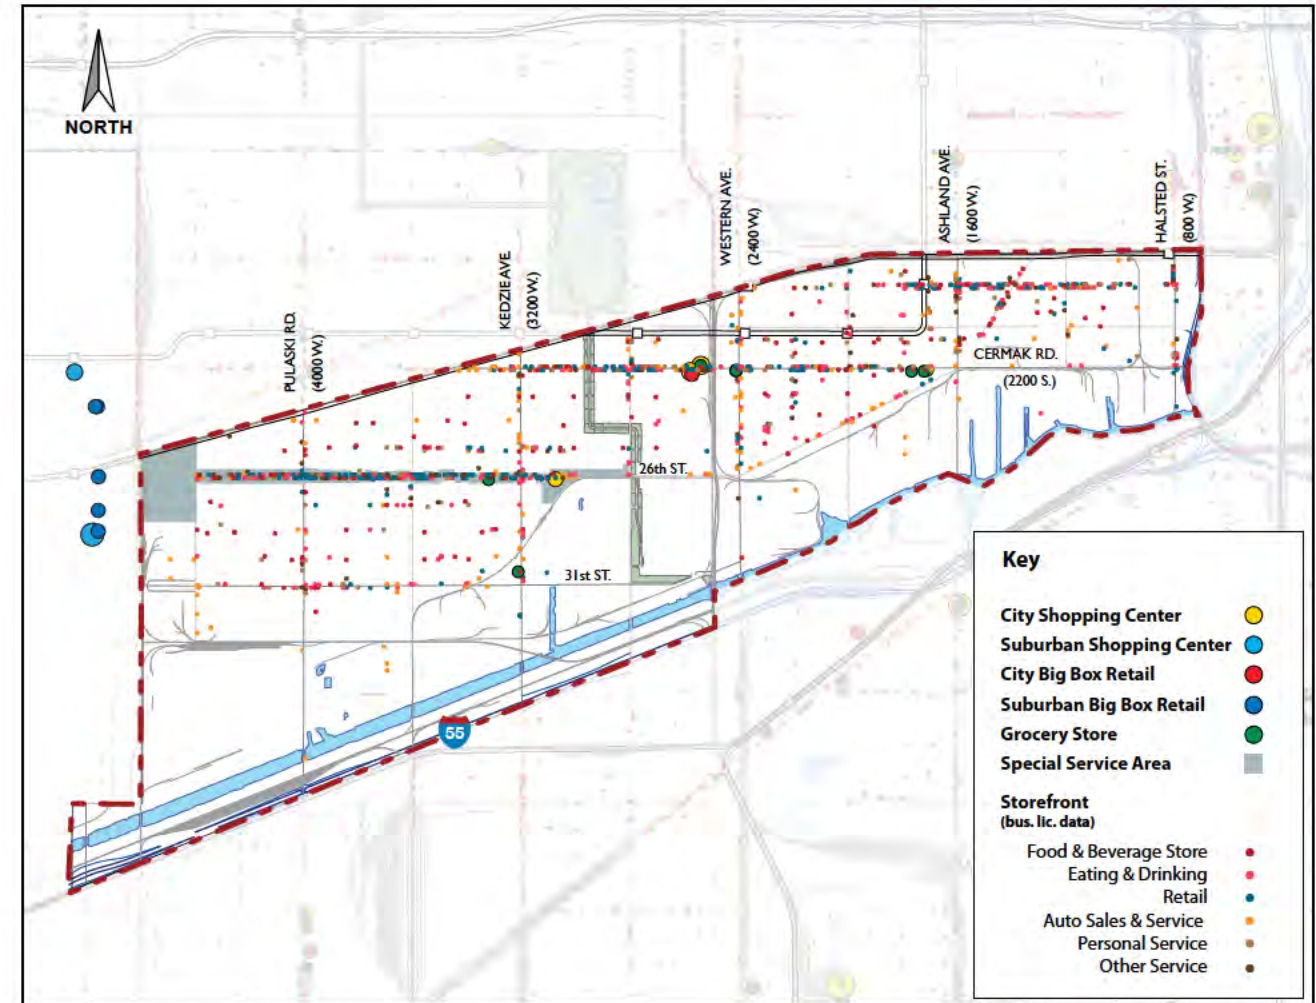 NORTH
PULASKI RD.
(4000 W.)
KEDZIE AVE.
(3200 W.)
WESTERN AVE.
(2400 W.)
ASHLAND AVE.
(1600 W.)
HALSTED ST.
(800 W.)
CERMAK RD.
(2200 S.)
26th ST.
31st ST.
55
Key
City Shopping Center
Suburban Shopping Center
City Big Box Retail
Suburban Big Box Retail
Grocery Store
Special Service Area
Storefront
(bus. lic. data)
Food & Beverage Store
Eating & Drinking
Retail
Auto Sales & Service
Personal Service
Other Service